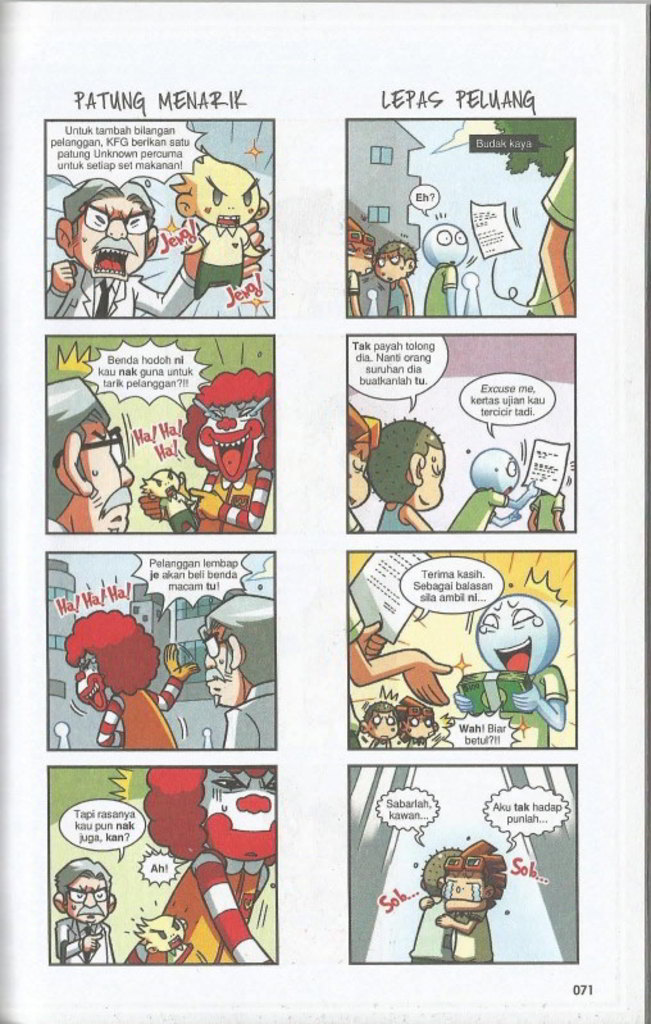 PATUNG MENARIK
Untuk tambah bilangan
pelanggan, KFG berikan satu
patung Unknown percuma
untuk setiap set makanan!
Jeng!
Jeng!
Benda hodoh ni
kau nak guna untuk
tarik pelanggan?!!
Ha! Ha!
Ha!
Pelanggan lembap
je akan beli benda
macam tu!
Ha! Ha! Ha!
Tapi rasanya
kau pun nak
juga, kan?
Ah!
LEPAS PELUANG
Budak kaya
Eh?
Tak payah tolong
dia. Nanti orang
suruhan dia
buatkanlah tu.
Excuse me,
kertas ujian kau
tercicir tadi.
Terima kasih.
Sebagai balasan
sila ambil ni...
Wah! Biar
betul?!!
Sabarlah,
kawan...
Aku tak hadap
punlah...
Sob...
Sob...
071